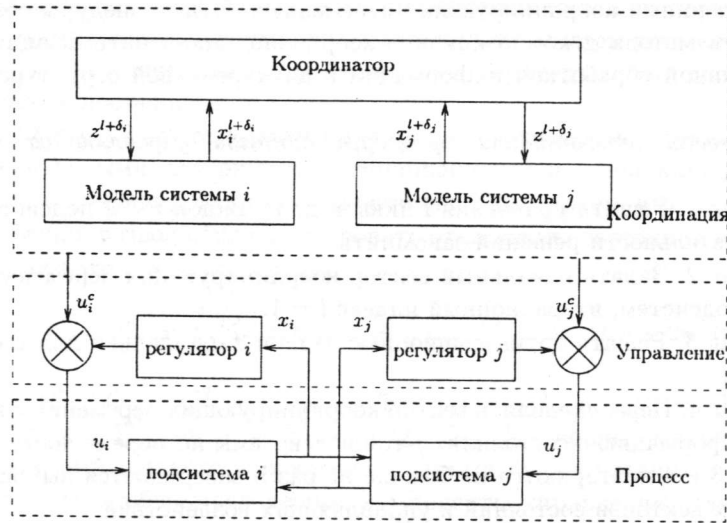 Координатор
z^{l+δ_i} x_i^{l+δ_i} x_j^{l+δ_j} z^{l+δ_j}
Модель системы i Модель системы j
Координация
u_i^c u_j^c
x_i x_j
регулятор i регулятор j Управление
u_i u_j
подсистема i подсистема j Процесс